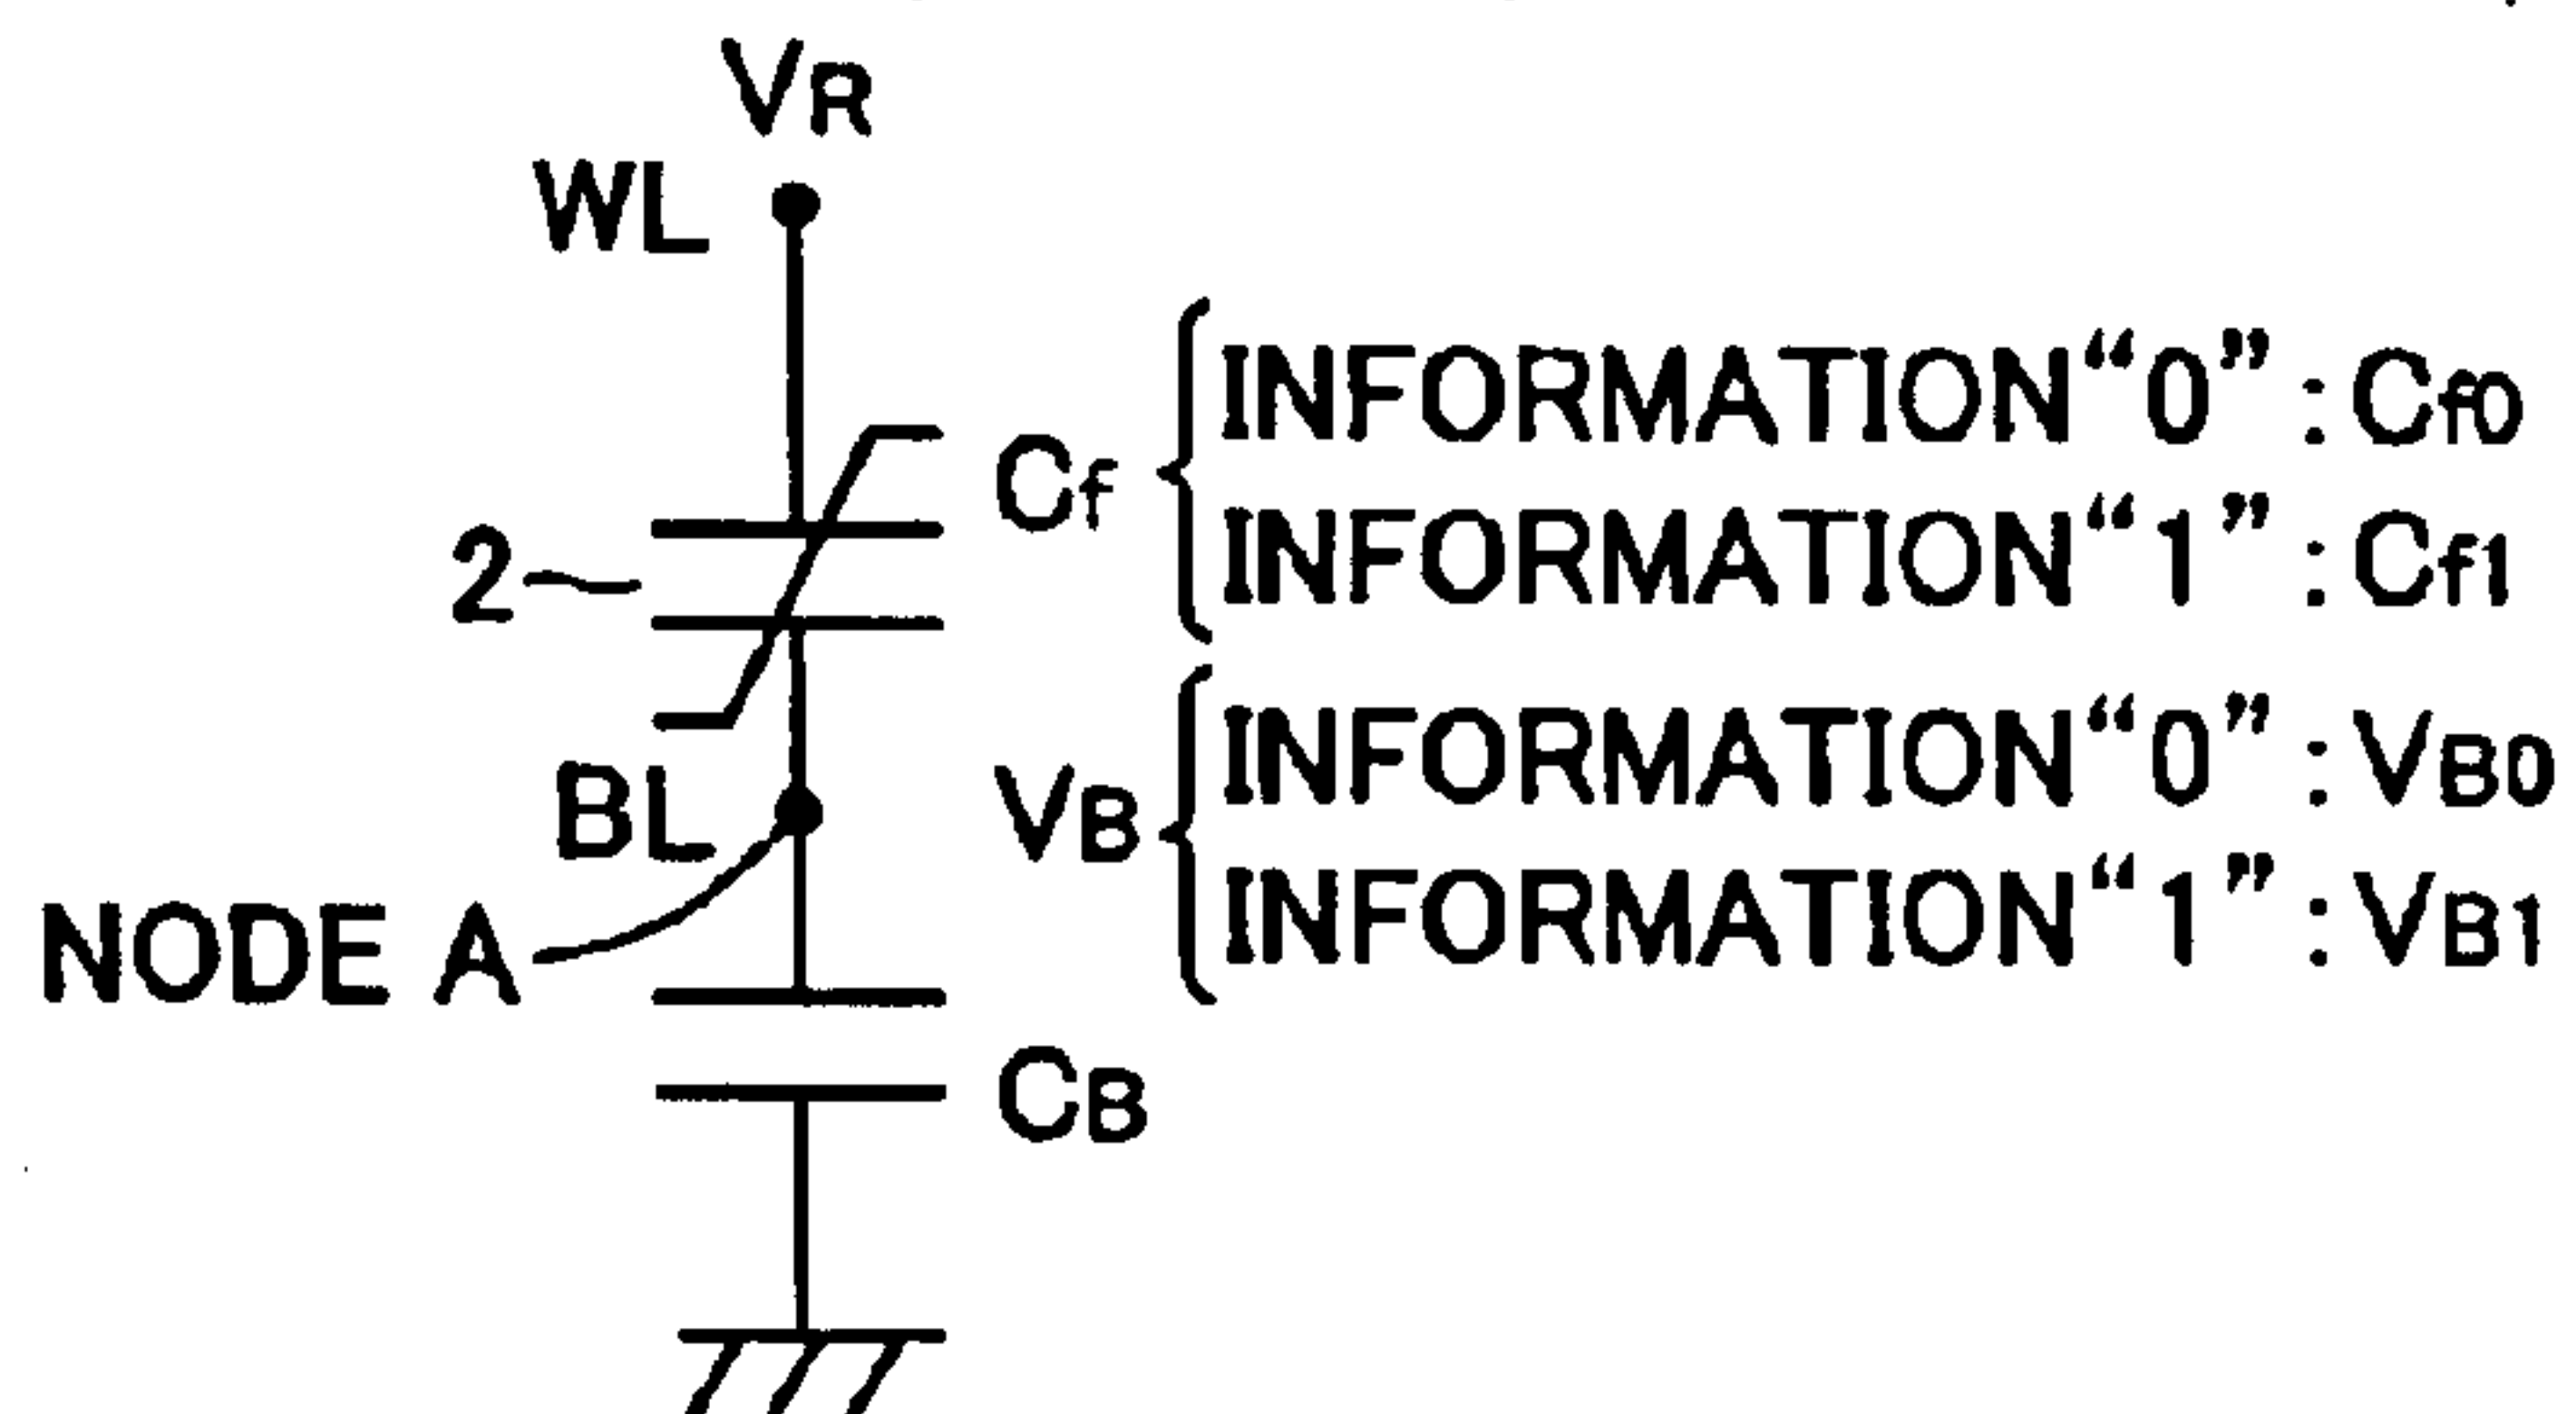 VR
WL
Cf
INFORMATION“0” : Cf0
INFORMATION“1” : Cf1
2
BL
VB
INFORMATION“0” : VB0
INFORMATION“1” : VB1
NODE A
CB